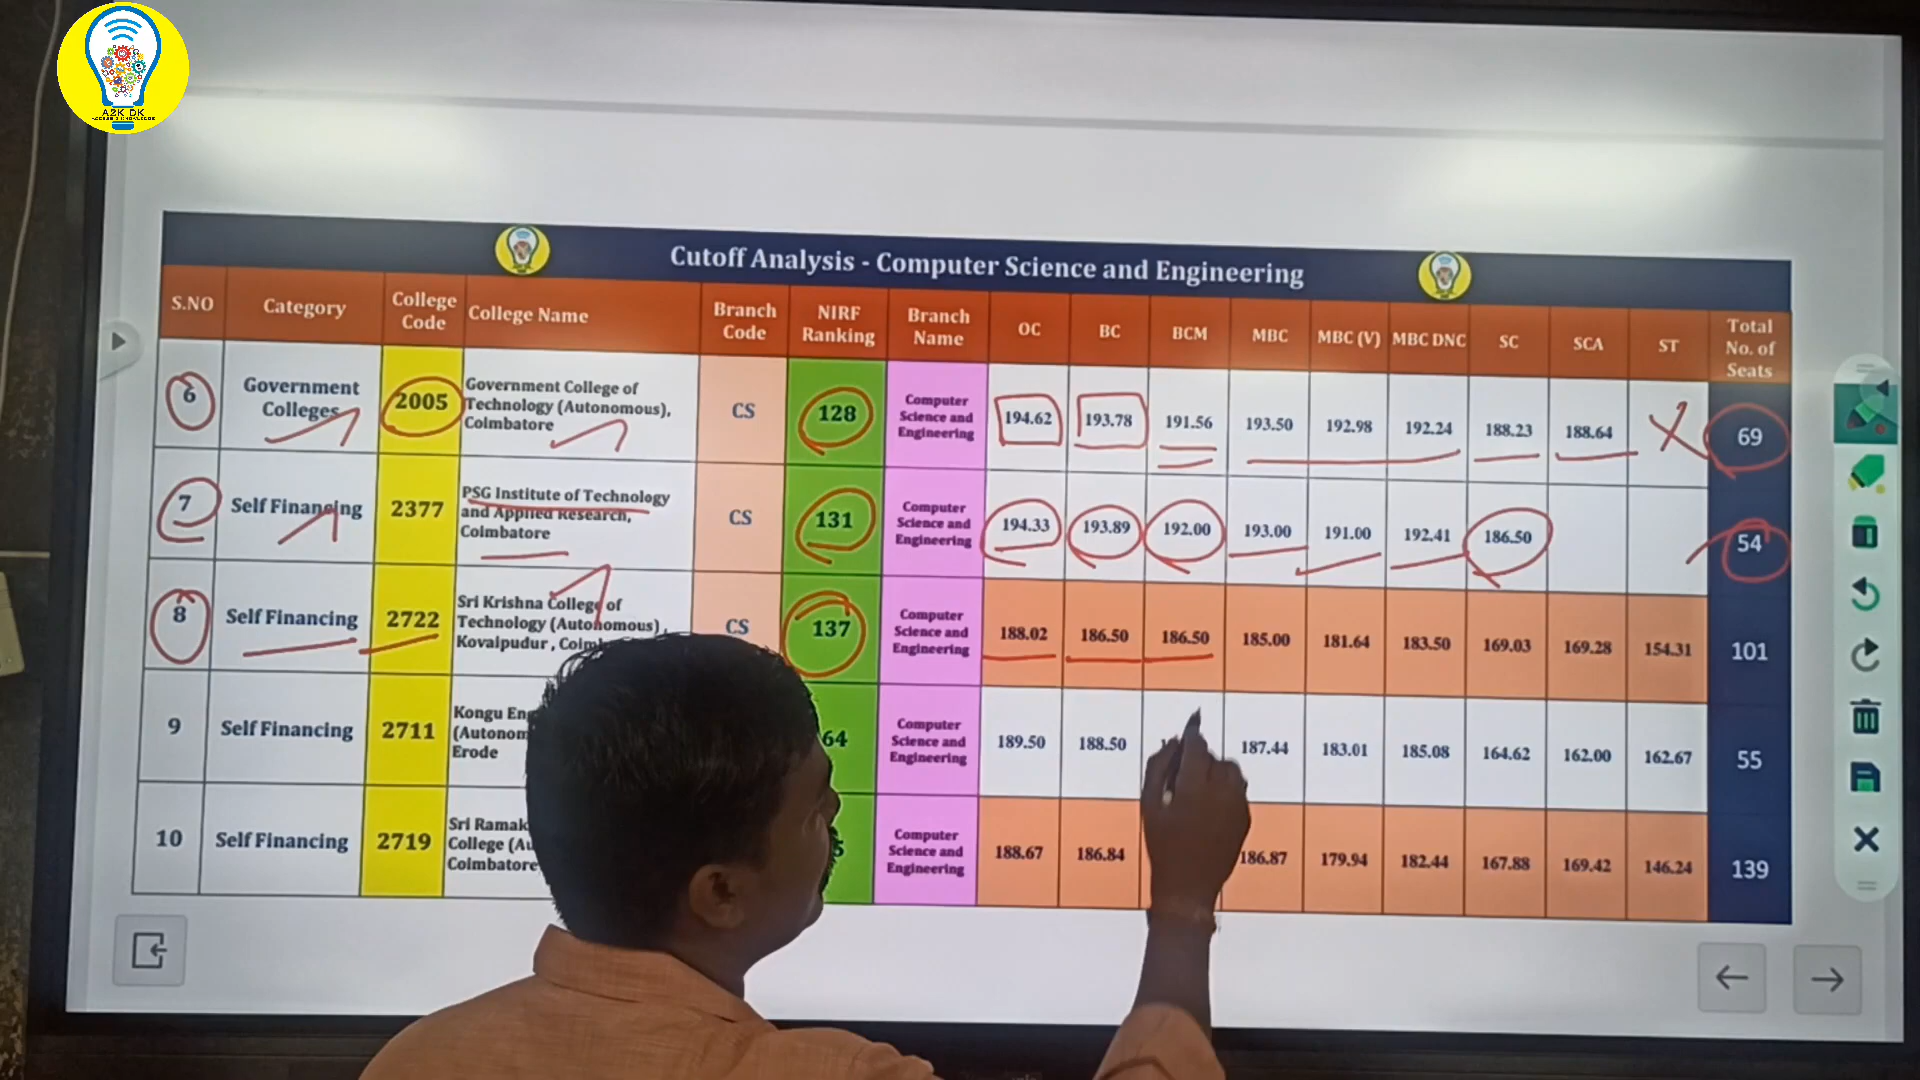 A2K DK
Cutoff Analysis - Computer Science and Engineering
S.NO Category College Code College Name Branch Code NIRF Ranking Branch Name OC BC BCM MBC MBC (V) MBC DNC SC SCA ST Total No. of Seats
6 Government Colleges 2005 Government College of Technology (Autonomous), Coimbatore CS 128 Computer Science and Engineering 194.62 193.78 191.56 193.50 192.98 192.24 188.23 188.64 69
7 Self Financing 2377 PSG Institute of Technology and Applied Research, Coimbatore CS 131 Computer Science and Engineering 194.33 193.89 192.00 193.00 191.00 192.41 186.50 54
8 Self Financing 2722 Sri Krishna College of Technology (Autonomous), Kovaipudur, CS 137 Computer Science and Engineering 188.02 186.50 186.50 185.00 181.64 183.50 169.03 169.28 154.31 101
9 Self Financing 2711 Kongu Erode Computer Science and Engineering 189.50 188.50 187.44 183.01 185.08 164.62 162.00 162.67 55
10 Self Financing 2719 Sri College Coimbatore Computer Science and Engineering 188.67 186.84 186.87 179.94 182.44 167.88 169.42 146.24 139